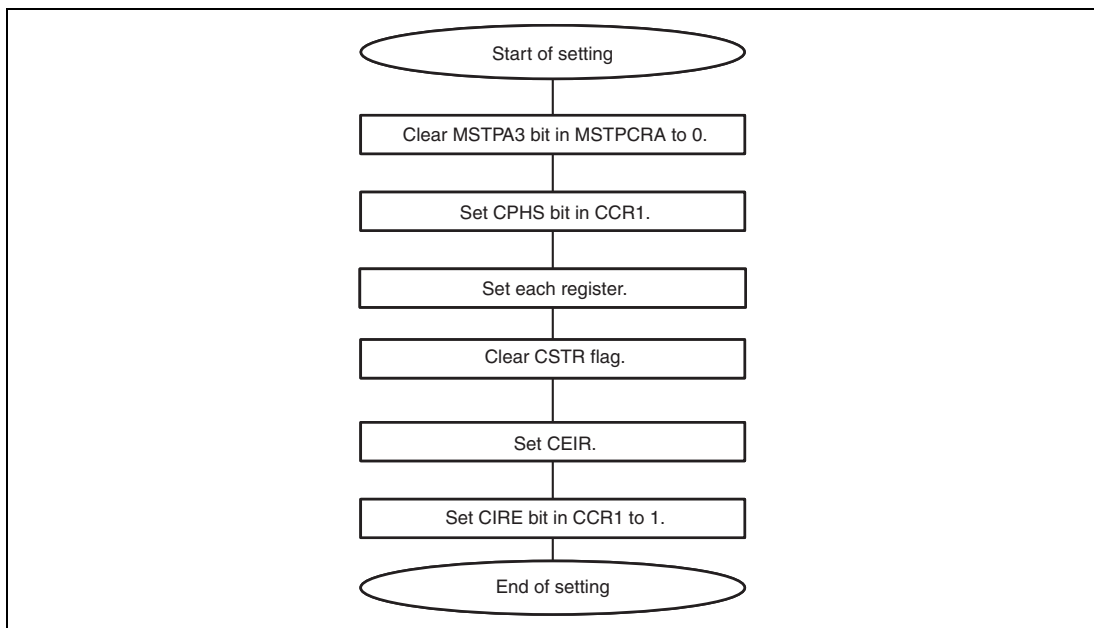 Start of setting
Clear MSTPA3 bit in MSTPCRA to 0.
Set CPHS bit in CCR1.
Set each register.
Clear CSTR flag.
Set CEIR.
Set CIRE bit in CCR1 to 1.
End of setting